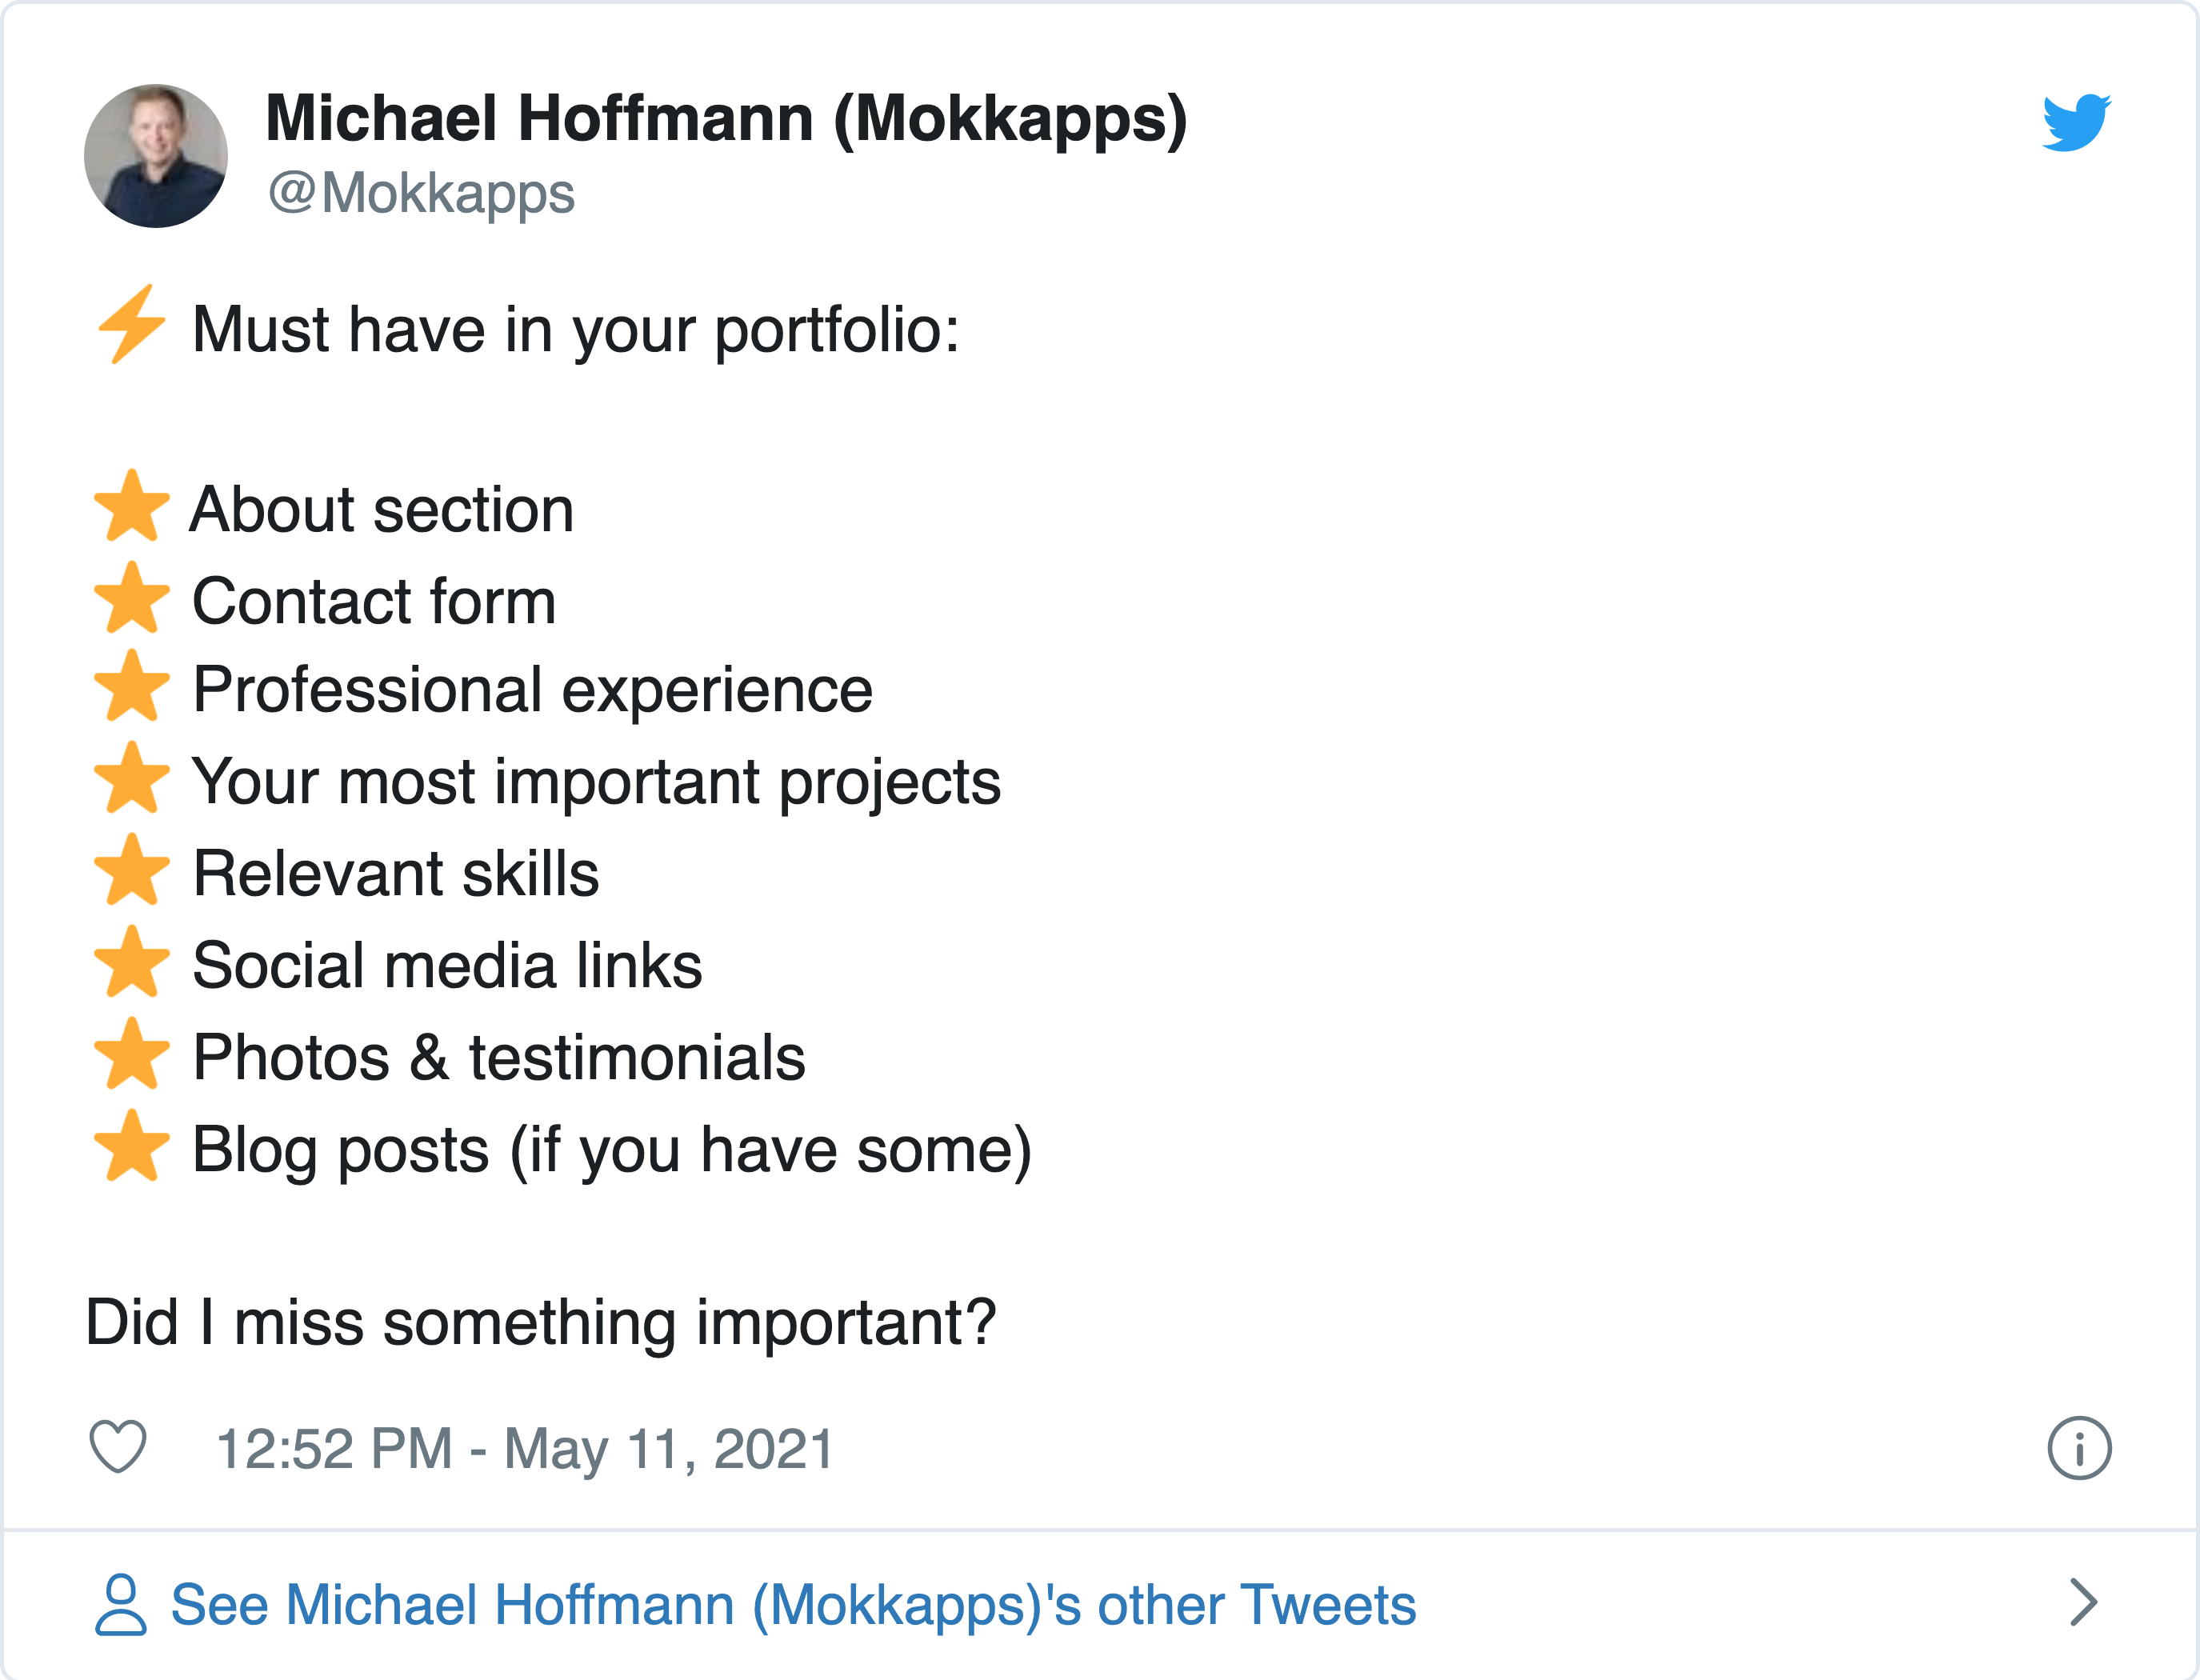 Michael Hoffmann (Mokkapps)
@Mokkapps
⚡ Must have in your portfolio:
⭐ About section
⭐ Contact form
⭐ Professional experience
⭐ Your most important projects
⭐ Relevant skills
⭐ Social media links
⭐ Photos & testimonials
⭐ Blog posts (if you have some)
Did I miss something important?
12:52 PM - May 11, 2021
See Michael Hoffmann (Mokkapps)'s other Tweets